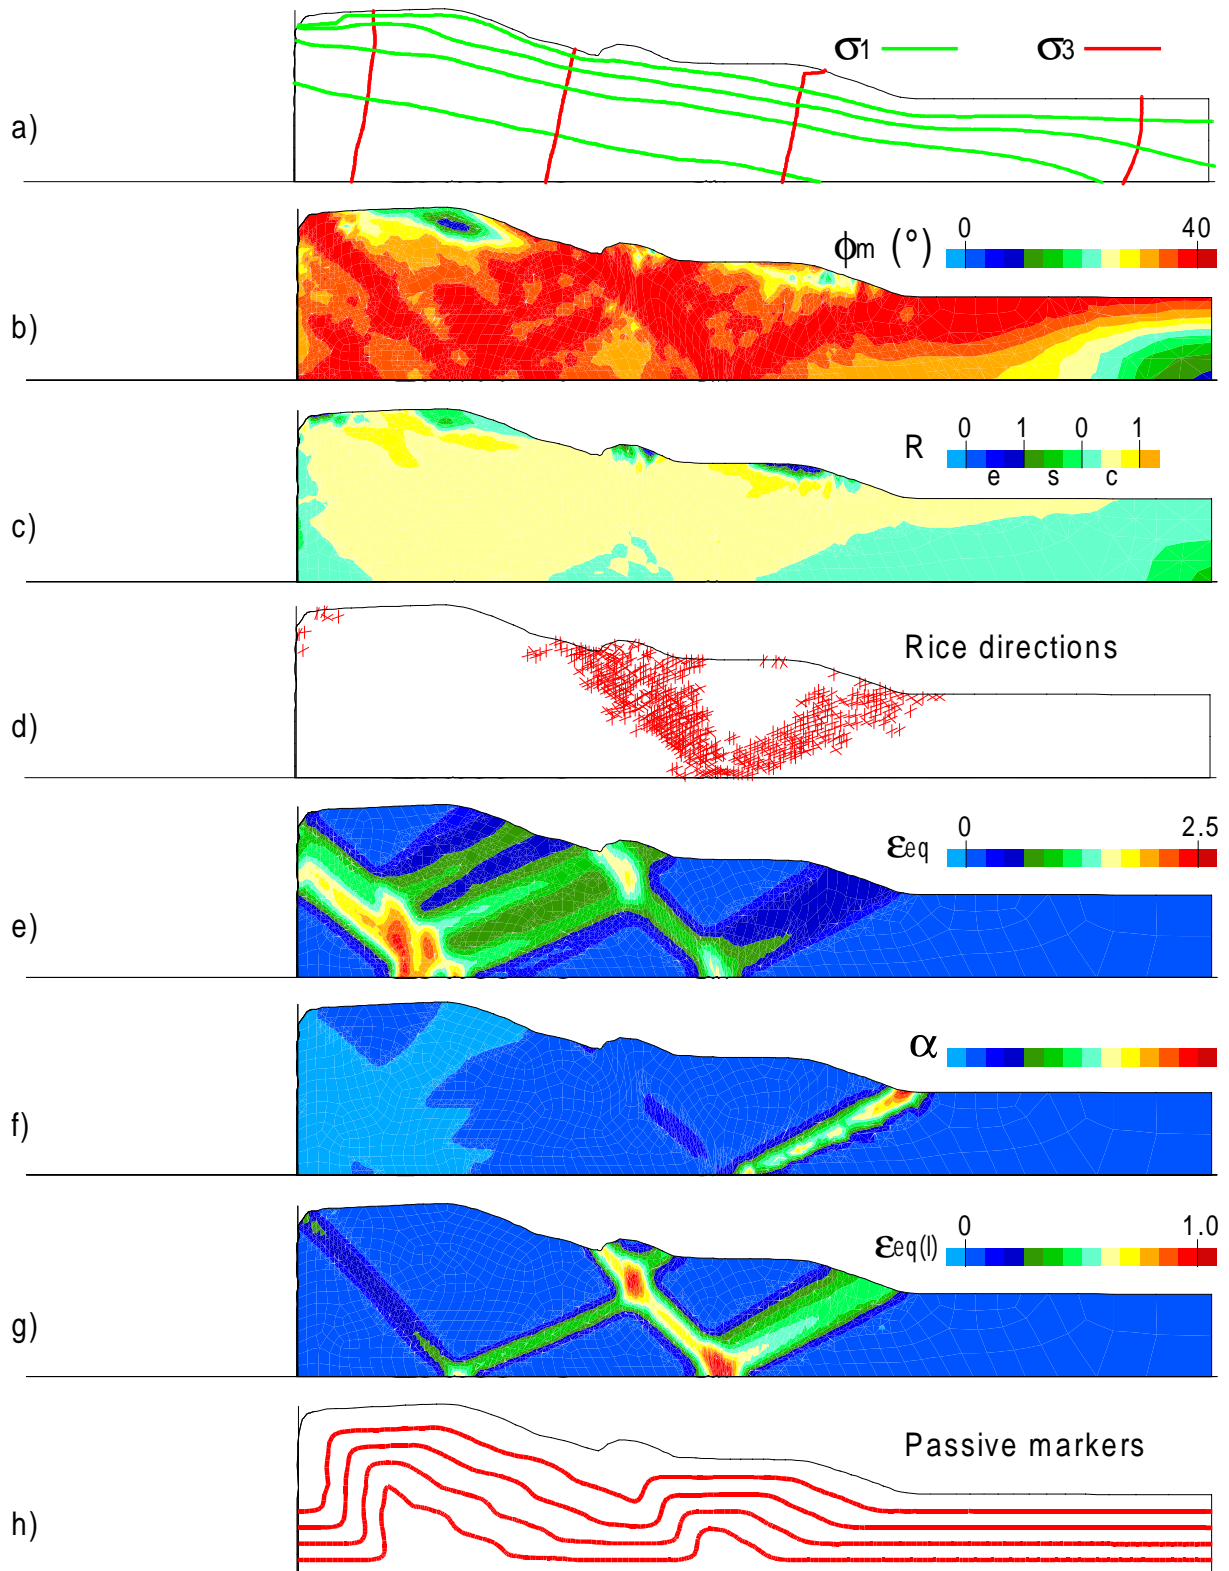 σ1 σ3
a)
0 40
ϕm (°)
b)
0 1 0 1
R
e s c
c)
Rice directions
d)
0 2.5
εeq
e)
α
f)
0 1.0
εeq(l)
g)
Passive markers
h)